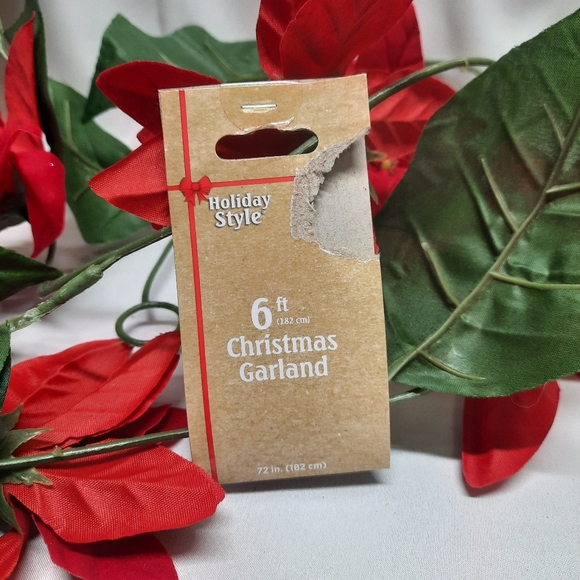 Holiday
Style
6 ft
(182 cm)
Christmas
Garland
72 in. (182 cm)